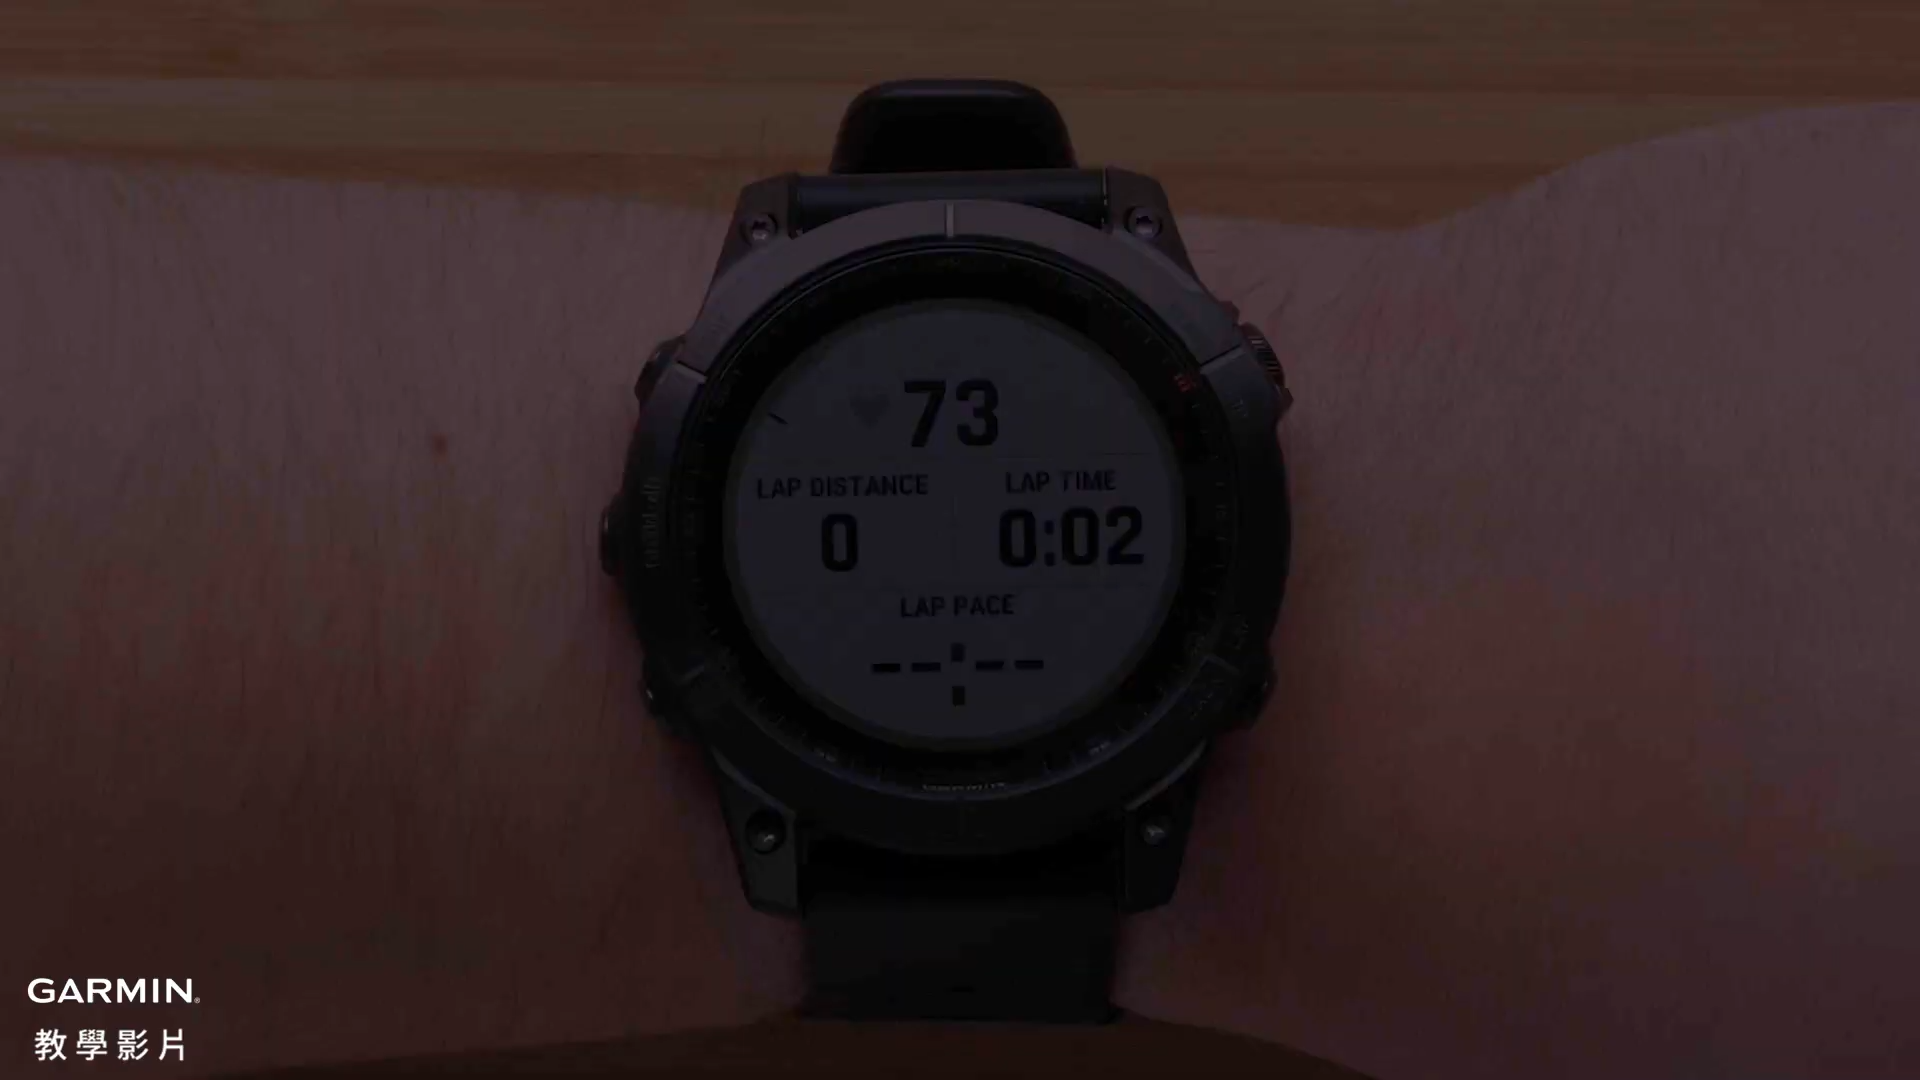 73
LAP DISTANCE
LAP TIME
0
0:02
LAP PACE
--:--
GARMIN®
教學影片